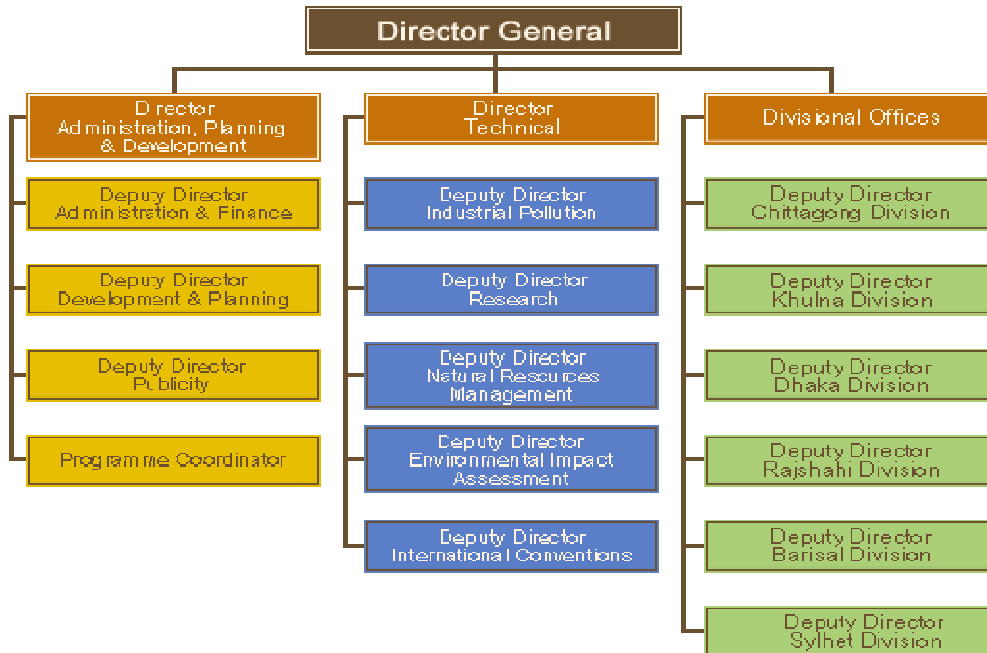 Director General
Director
Administration, Planning
& Development
Deputy Director
Administration & Finance
Deputy Director
Development & Planning
Deputy Director
Publicity
Programme Coordinator
Director
Technical
Deputy Director
Industrial Pollution
Deputy Director
Research
Deputy Director
Natural Resources
Management
Deputy Director
Environmental Impact
Assessment
Deputy Director
International Conventions
Divisional Offices
Deputy Director
Chittagong Division
Deputy Director
Khulna Division
Deputy Director
Dhaka Division
Deputy Director
Rajshahi Division
Deputy Director
Barisal Division
Deputy Director
Sylhet Division